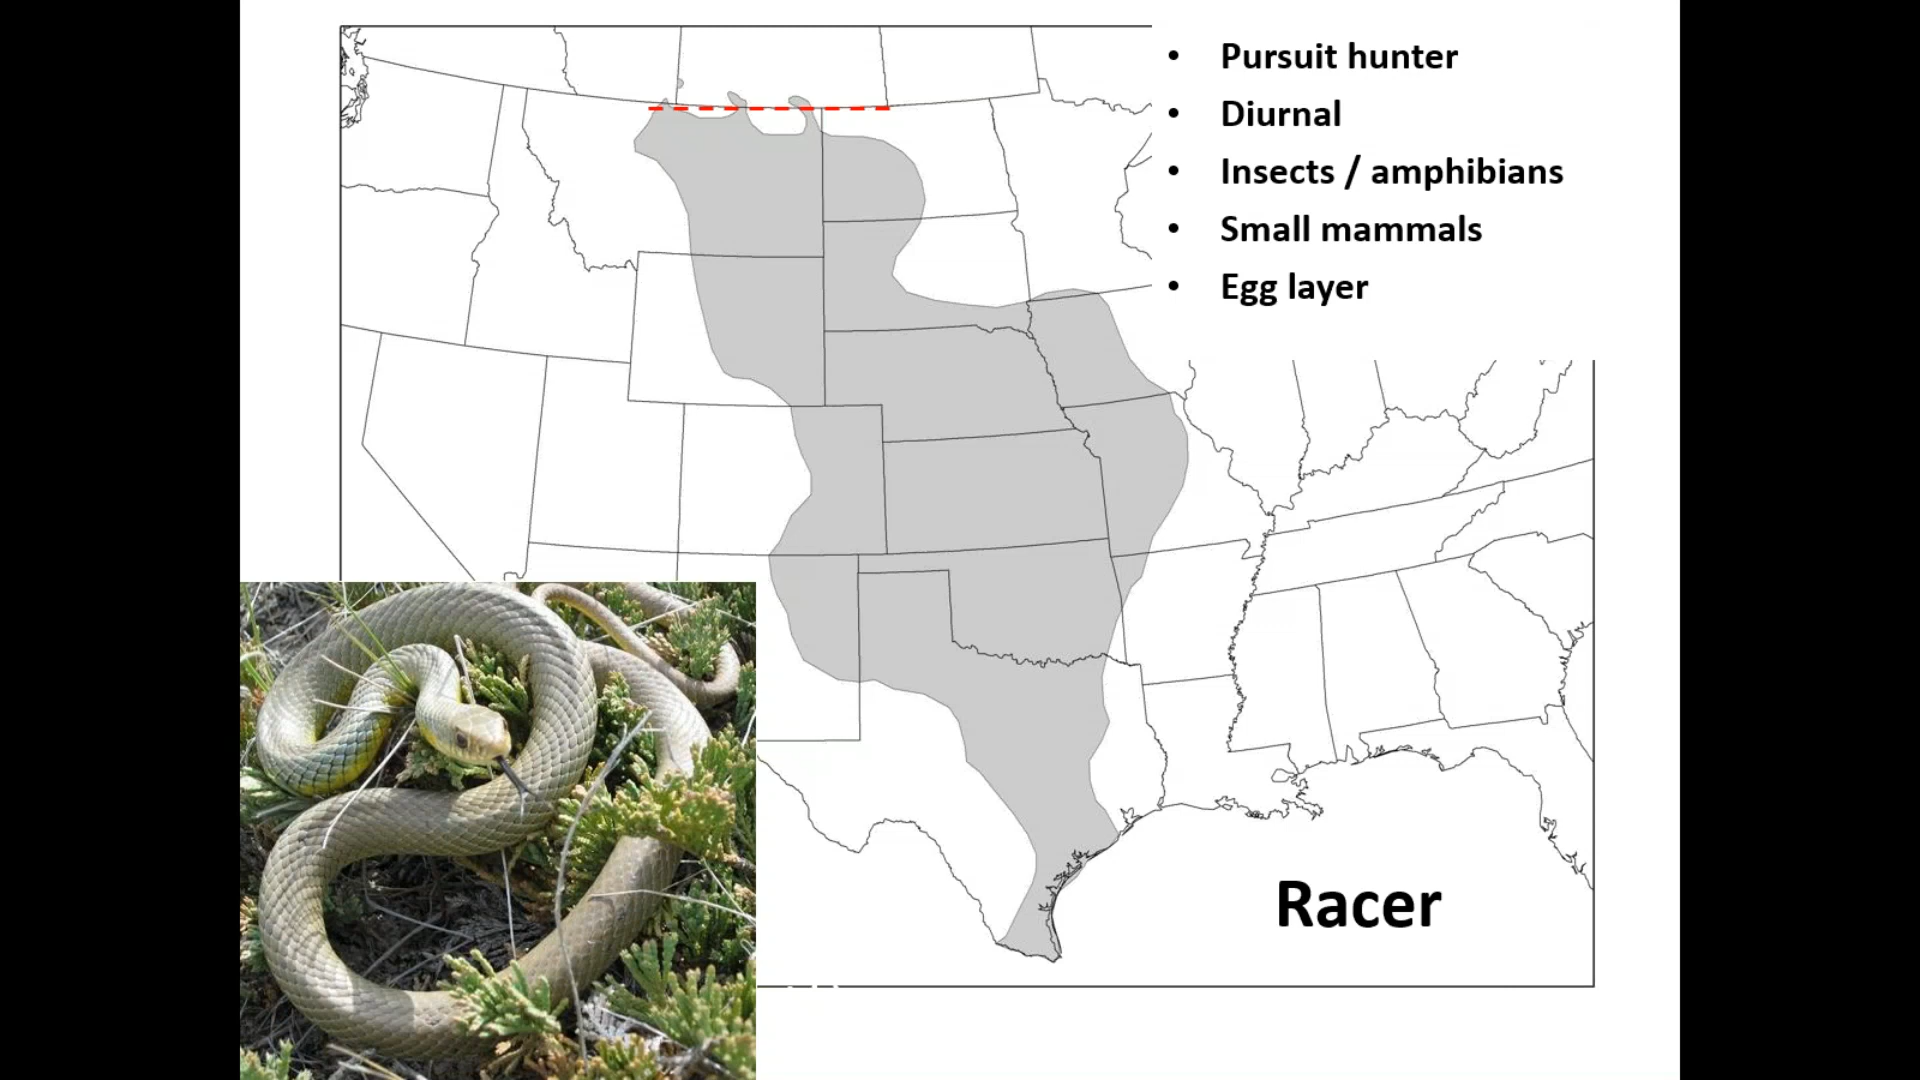 • Pursuit hunter
• Diurnal
• Insects / amphibians
• Small mammals
• Egg layer
Racer